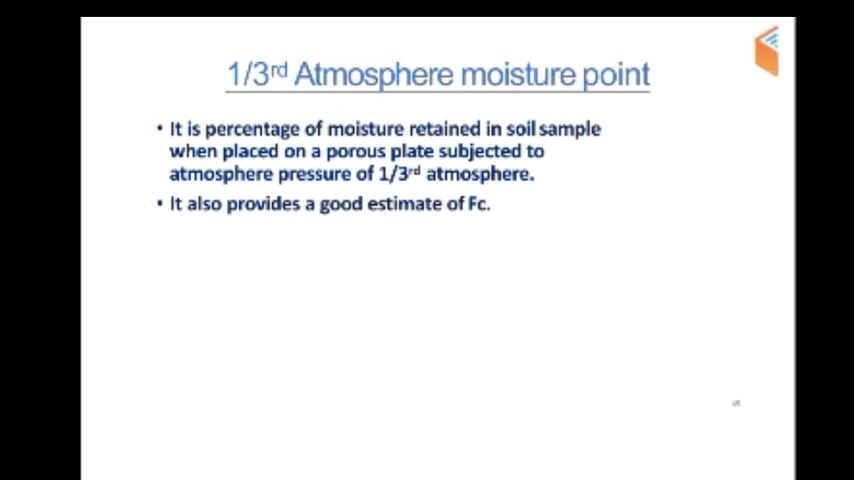 1/3rd Atmosphere moisture point
• It is percentage of moisture retained in soil sample
when placed on a porous plate subjected to
atmosphere pressure of 1/3rd atmosphere.
• It also provides a good estimate of Fc.